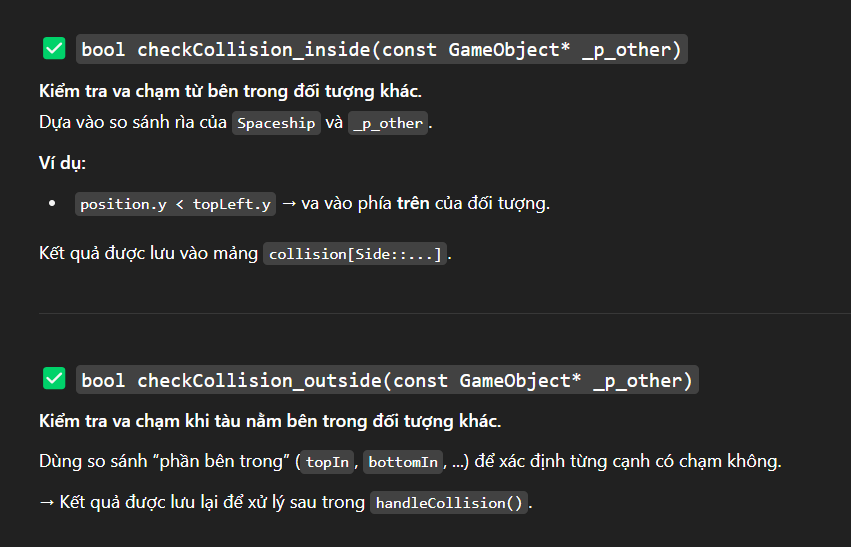 ✅ bool checkCollision_inside(const GameObject* _p_other)
Kiểm tra va chạm từ bên trong đối tượng khác.
Dựa vào so sánh rìa của Spaceship và _p_other.
Ví dụ:
• position.y < topLeft.y → va vào phía trên của đối tượng.
Kết quả được lưu vào mảng collision[Side::...].
✅ bool checkCollision_outside(const GameObject* _p_other)
Kiểm tra va chạm khi tàu nằm bên trong đối tượng khác.
Dùng so sánh “phần bên trong” (topIn, bottomIn, ...) để xác định từng cạnh có chạm không.
→ Kết quả được lưu lại để xử lý sau trong handleCollision().